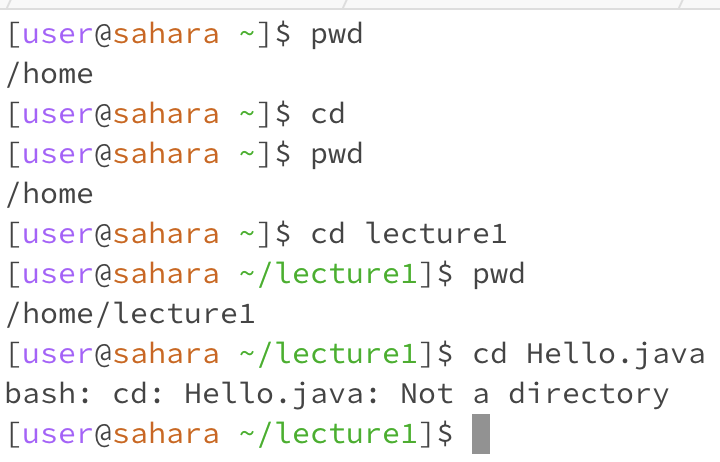 [user@sahara ~]$ pwd
/home
[user@sahara ~]$ cd
[user@sahara ~]$ pwd
/home
[user@sahara ~]$ cd lecture1
[user@sahara ~/lecture1]$ pwd
/home/lecture1
[user@sahara ~/lecture1]$ cd Hello.java
bash: cd: Hello.java: Not a directory
[user@sahara ~/lecture1]$